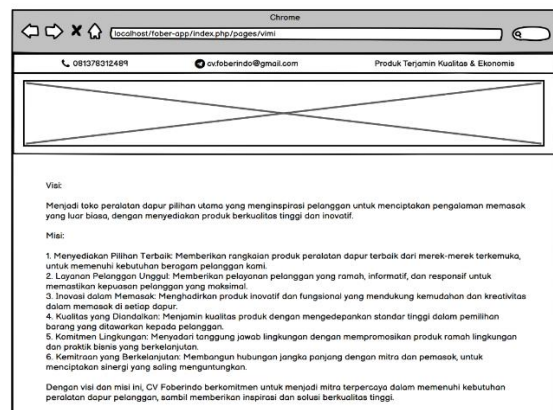 Chrome
localhost/fober-app/index.php/pages/vimi
081378312489
cv.foberindo@gmail.com
Produk Terjamin Kualitas & Ekonomis
Visi:
Menjadi toko peralatan dapur pilihan utama yang menginspirasi pelanggan untuk menciptakan pengalaman memasak
yang luar biasa, dengan menyediakan produk berkualitas tinggi dan inovatif.
Misi:
1. Menyediakan Pilihan Terbaik: Memberikan rangkaian produk peralatan dapur terbaik dari merek-merek terkemuka,
untuk memenuhi kebutuhan beragam pelanggan kami.
2. Layanan Pelanggan Unggul: Memberikan pelayanan pelanggan yang ramah, informatif, dan responsif untuk
memastikan kepuasan pelanggan yang maksimal.
3. Inovasi dalam Memasak: Menghadirkan produk inovatif dan fungsional yang mendukung kemudahan dan kreativitas
dalam memasak di setiap dapur.
4. Kualitas yang Diandalkan: Menjamin kualitas produk dengan mengedepankan standar tinggi dalam pemilihan
barang yang ditawarkan kepada pelanggan.
5. Komitmen Lingkungan: Menyadari tanggung jawab lingkungan dengan mempromosikan produk ramah lingkungan
dan praktik bisnis yang berkelanjutan.
6. Kemitraan yang Berkelanjutan: Membangun hubungan jangka panjang dengan mitra dan pemasok, untuk
menciptakan sinergi yang saling menguntungkan.
Dengan visi dan misi ini, CV Foberindo berkomitmen untuk menjadi mitra terpercaya dalam memenuhi kebutuhan
peralatan dapur pelanggan, sambil memberikan inspirasi dan solusi berkualitas tinggi.